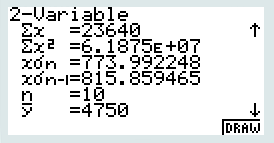 2-Variable
Σx =23640
Σx² =6.1875E+07
xσn =773.992248
xσn-1=815.859465
n =10
y =4750
DRAW